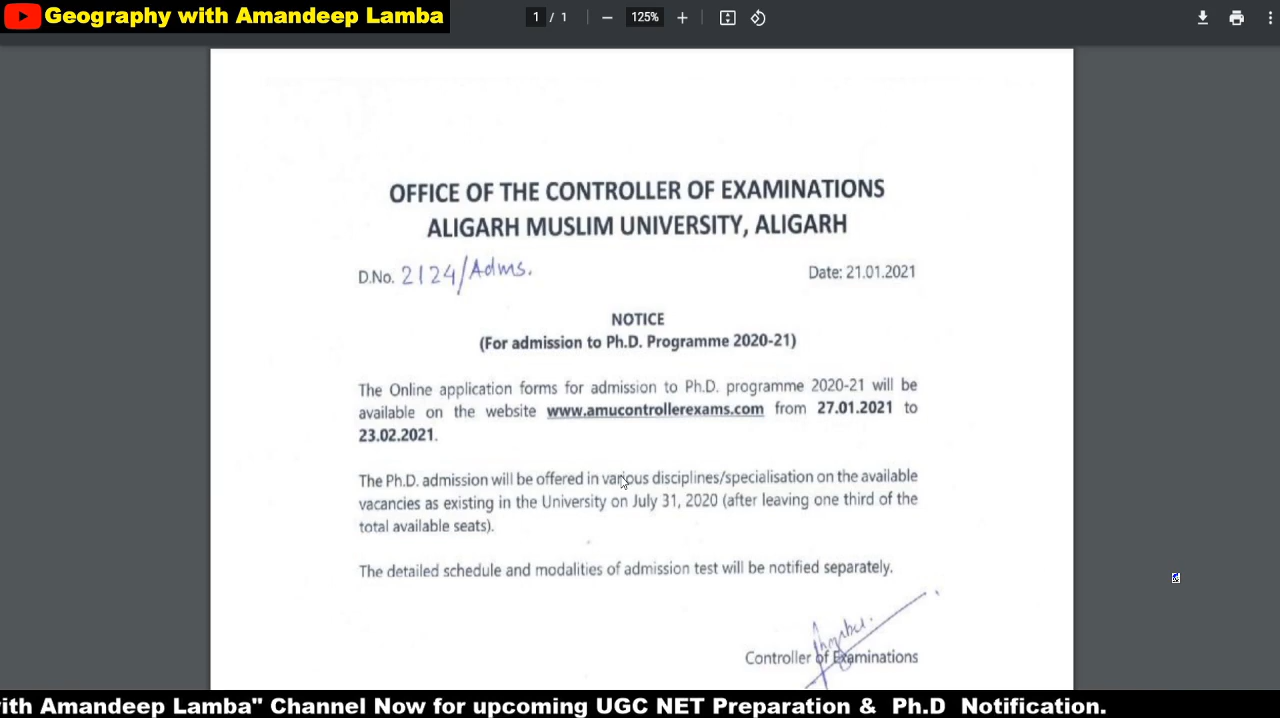 Geography with Amandeep Lamba
1 / 1
125%
OFFICE OF THE CONTROLLER OF EXAMINATIONS
ALIGARH MUSLIM UNIVERSITY, ALIGARH
D.No. 2124/Adms.
Date: 21.01.2021
NOTICE
(For admission to Ph.D. Programme 2020-21)
The Online application forms for admission to Ph.D. programme 2020-21 will be
available on the website www.amucontrollerexams.com from 27.01.2021 to
23.02.2021.
The Ph.D. admission will be offered in various disciplines/specialisation on the available
vacancies as existing in the University on July 31, 2020 (after leaving one third of the
total available seats).
The detailed schedule and modalities of admission test will be notified separately.
Controller of Examinations
ith Amandeep Lamba" Channel Now for upcoming UGC NET Preparation & Ph.D Notification.